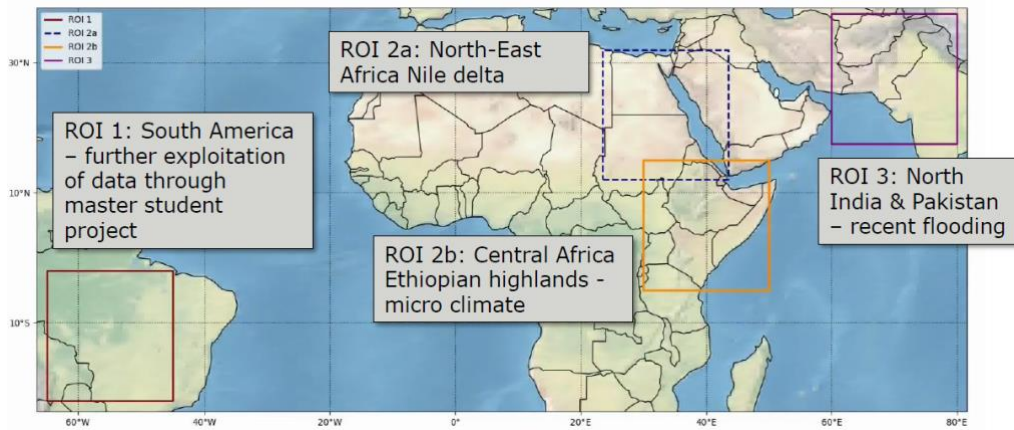 ROI 1
ROI 2a
ROI 2b
ROI 3
ROI 2a: North-East
Africa Nile delta
ROI 1: South America
– further exploitation
of data through
master student
project
ROI 3: North
India & Pakistan
– recent flooding
ROI 2b: Central Africa
Ethiopian highlands -
micro climate
30°N
10°N
10°S
60°W
40°W
20°W
0°
20°E
40°E
60°E
80°E